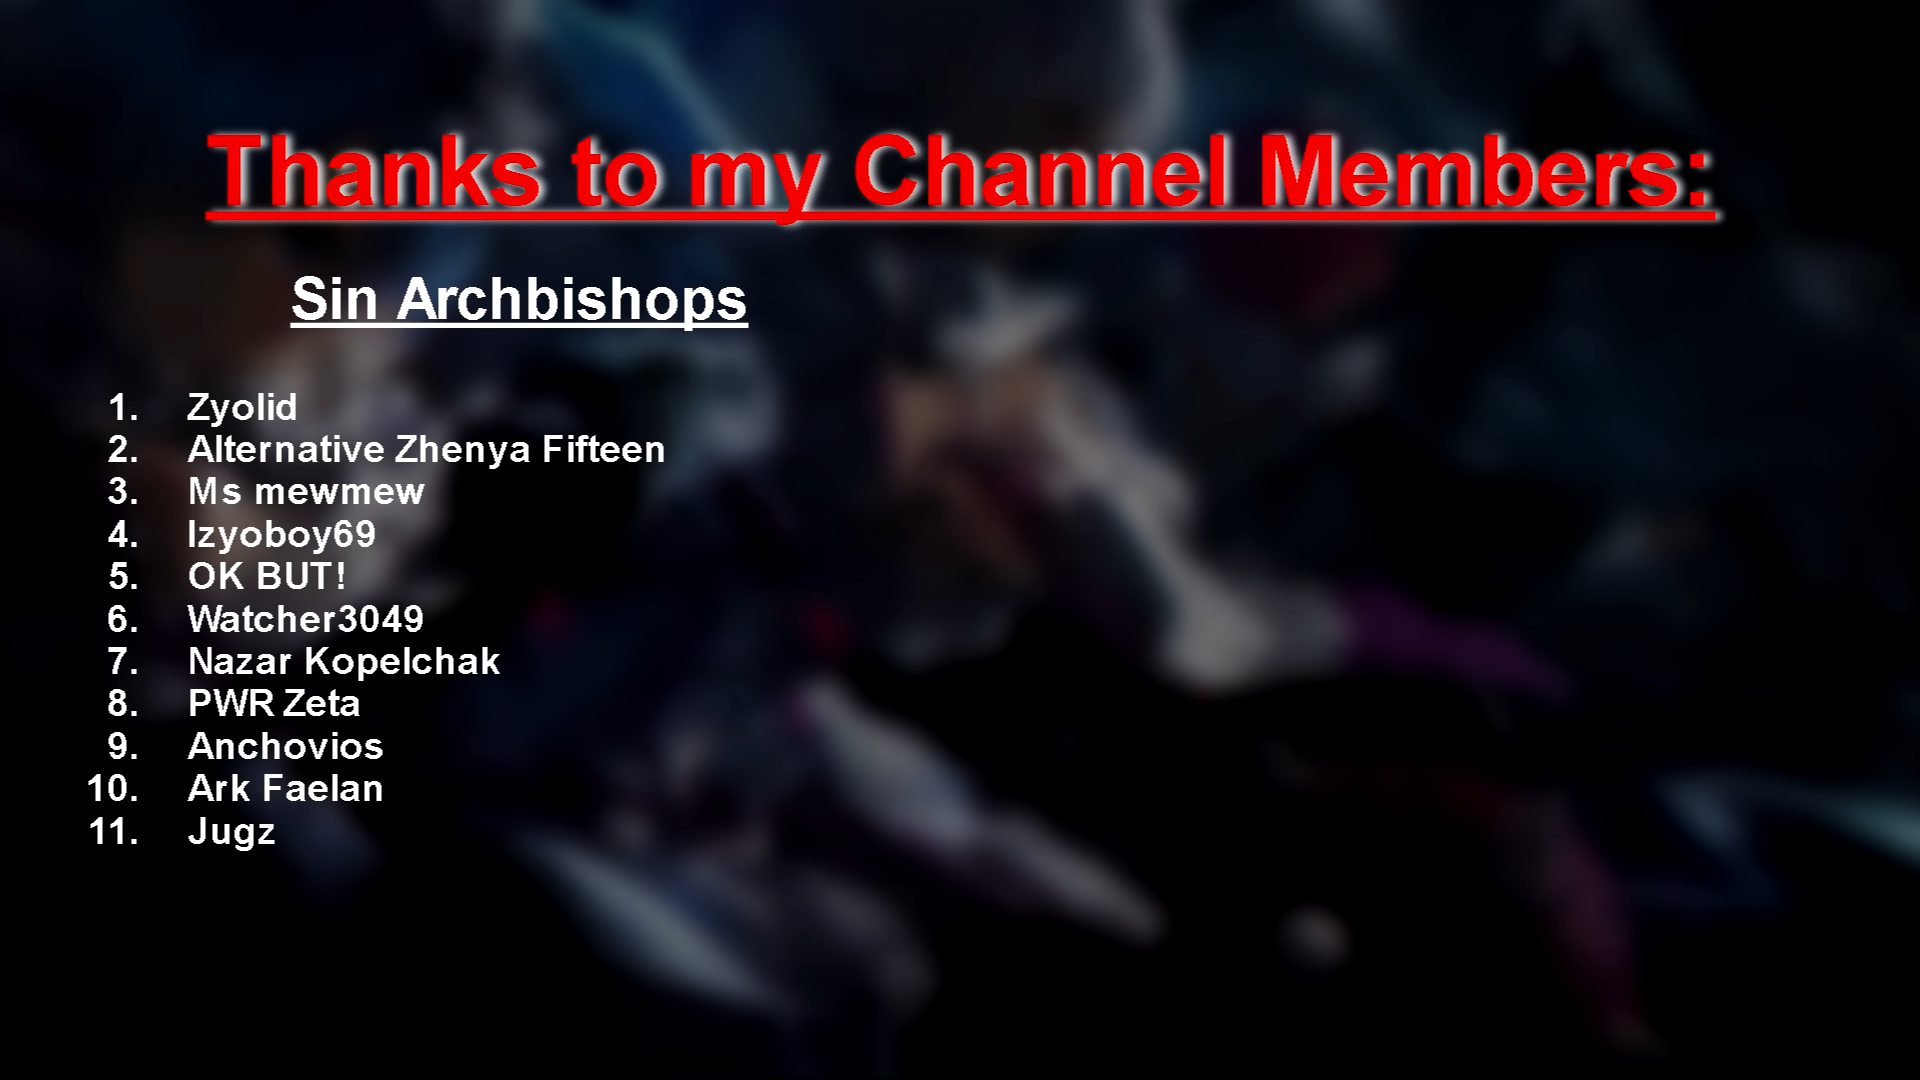 Thanks to my Channel Members:
Sin Archbishops
1. Zyolid
2. Alternative Zhenya Fifteen
3. Ms mewmew
4. Izyoboy69
5. OK BUT!
6. Watcher3049
7. Nazar Kopelchak
8. PWR Zeta
9. Anchovios
10. Ark Faelan
11. Jugz